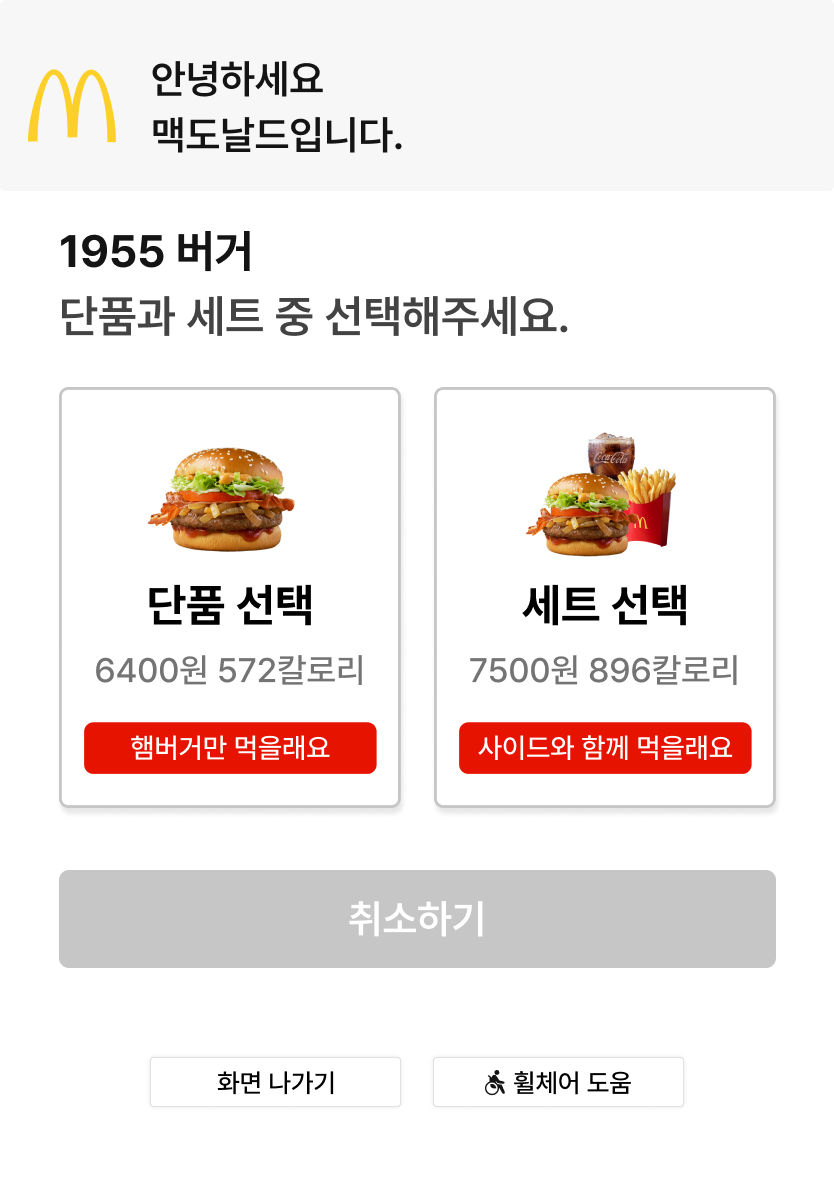 안녕하세요
맥도날드입니다.
1955 버거
단품과 세트 중 선택해주세요.
Coca-Cola
단품 선택
6400원 572칼로리
햄버거만 먹을래요
세트 선택
7500원 896칼로리
사이드와 함께 먹을래요
취소하기
화면 나가기
휠체어 도움